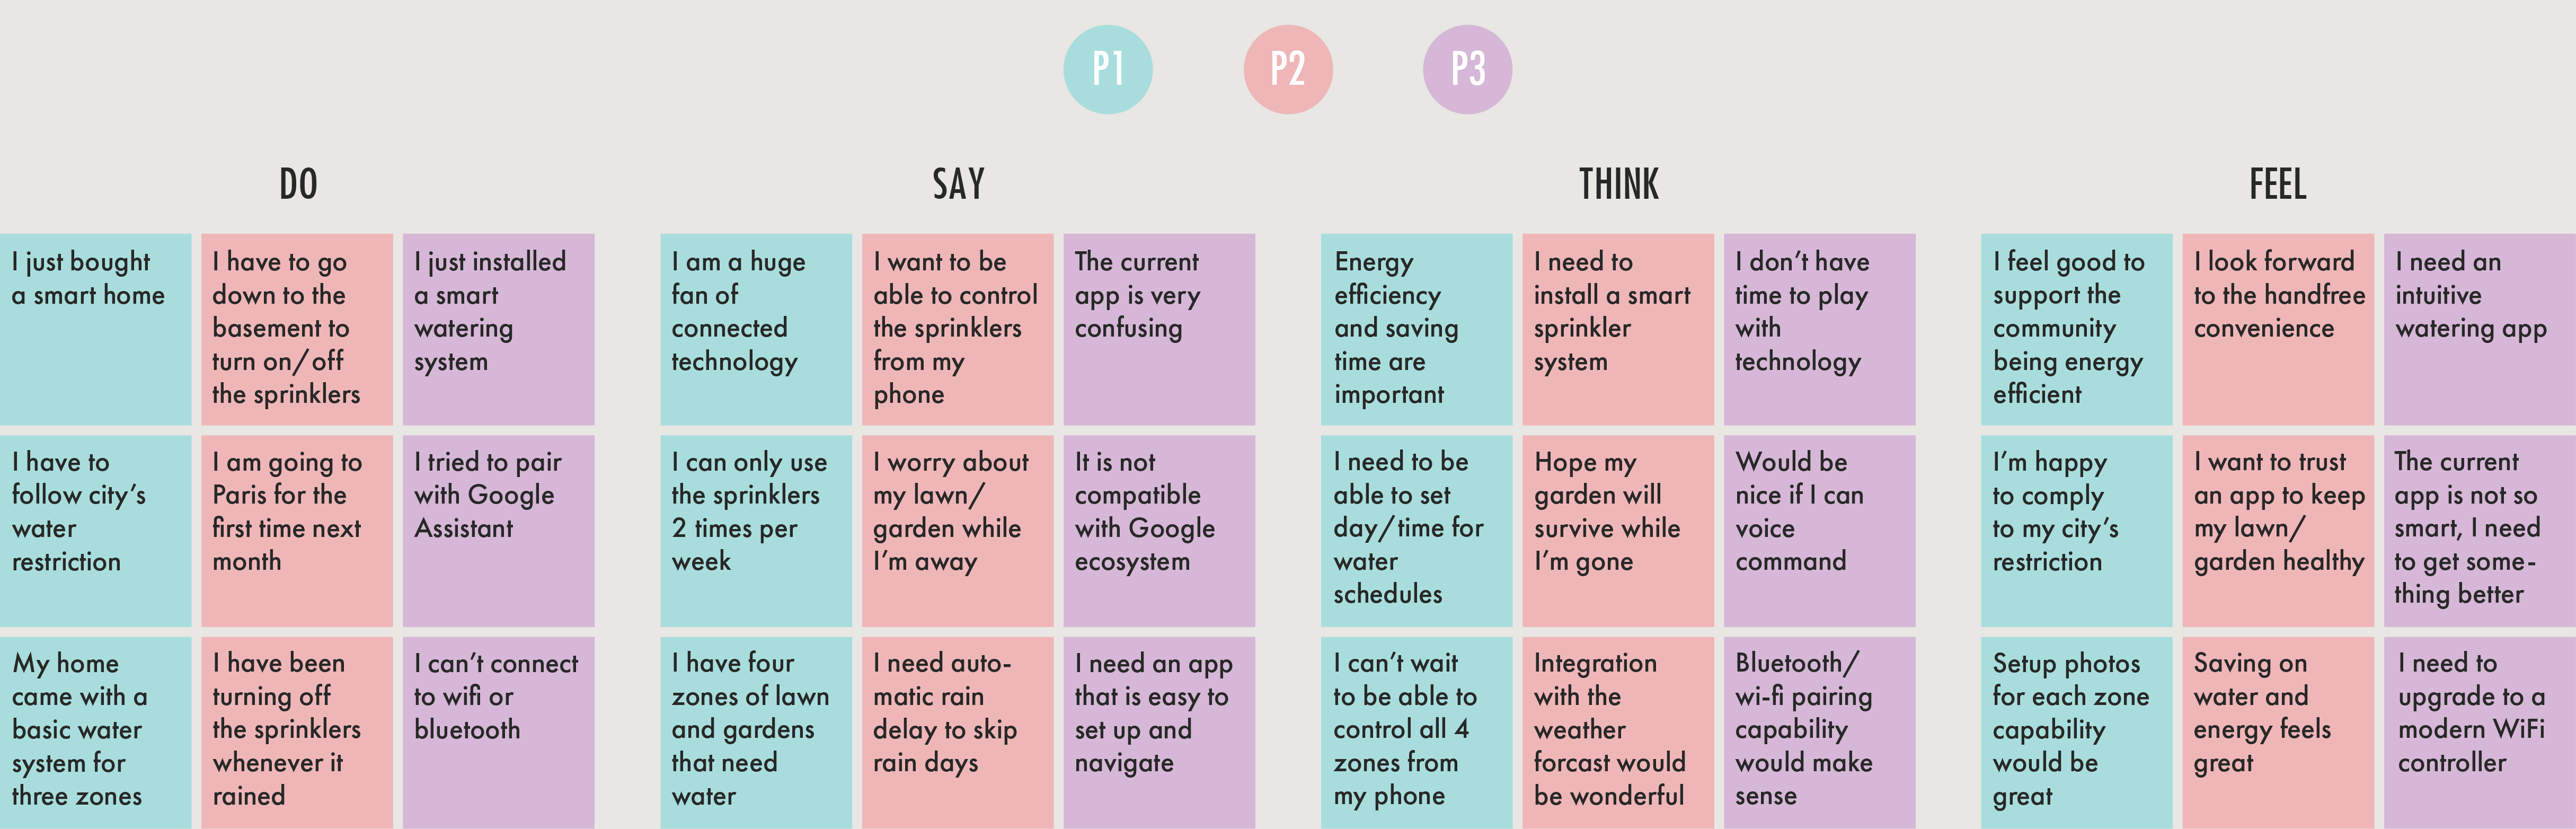 P1
P2
P3
DO
I just bought
a smart home
I have to go
down to the
basement to
turn on/off
the sprinklers
I just installed
a smart
watering
system
I have to
follow city's
water
restriction
I am going to
Paris for the
first time next
month
I tried to pair
with Google
Assistant
My home
came with a
basic water
system for
three zones
I have been
turning off
the sprinklers
whenever it
rained
I can't connect
to wifi or
bluetooth
SAY
I am a huge
fan of
connected
technology
I want to be
able to control
the sprinklers
from my
phone
The current
app is very
confusing
I can only use
the sprinklers
2 times per
week
I worry about
my lawn/
garden while
I'm away
It is not
compatible
with Google
ecosystem
I have four
zones of lawn
and gardens
that need
water
I need auto-
matic rain
delay to skip
rain days
I need an app
that is easy to
set up and
navigate
THINK
Energy
efficiency
and saving
time are
important
I need to
install a smart
sprinkler
system
I don't have
time to play
with
technology
I need to be
able to set
day/time for
water
schedules
Hope my
garden will
survive while
I'm gone
Would be
nice if I can
voice
command
I can't wait
to be able to
control all 4
zones from
my phone
Integration
with the
weather
forcast would
be wonderful
Bluetooth/
wi-fi pairing
capability
would make
sense
FEEL
I feel good to
support the
community
being energy
efficient
I look forward
to the handfree
convenience
I need an
intuitive
watering app
I'm happy
to comply
to my city's
restriction
I want to trust
an app to keep
my lawn/
garden healthy
The current
app is not so
smart, I need
to get some-
thing better
Setup photos
for each zone
capability
would be
great
Saving on
water and
energy feels
great
I need to
upgrade to a
modern WiFi
controller